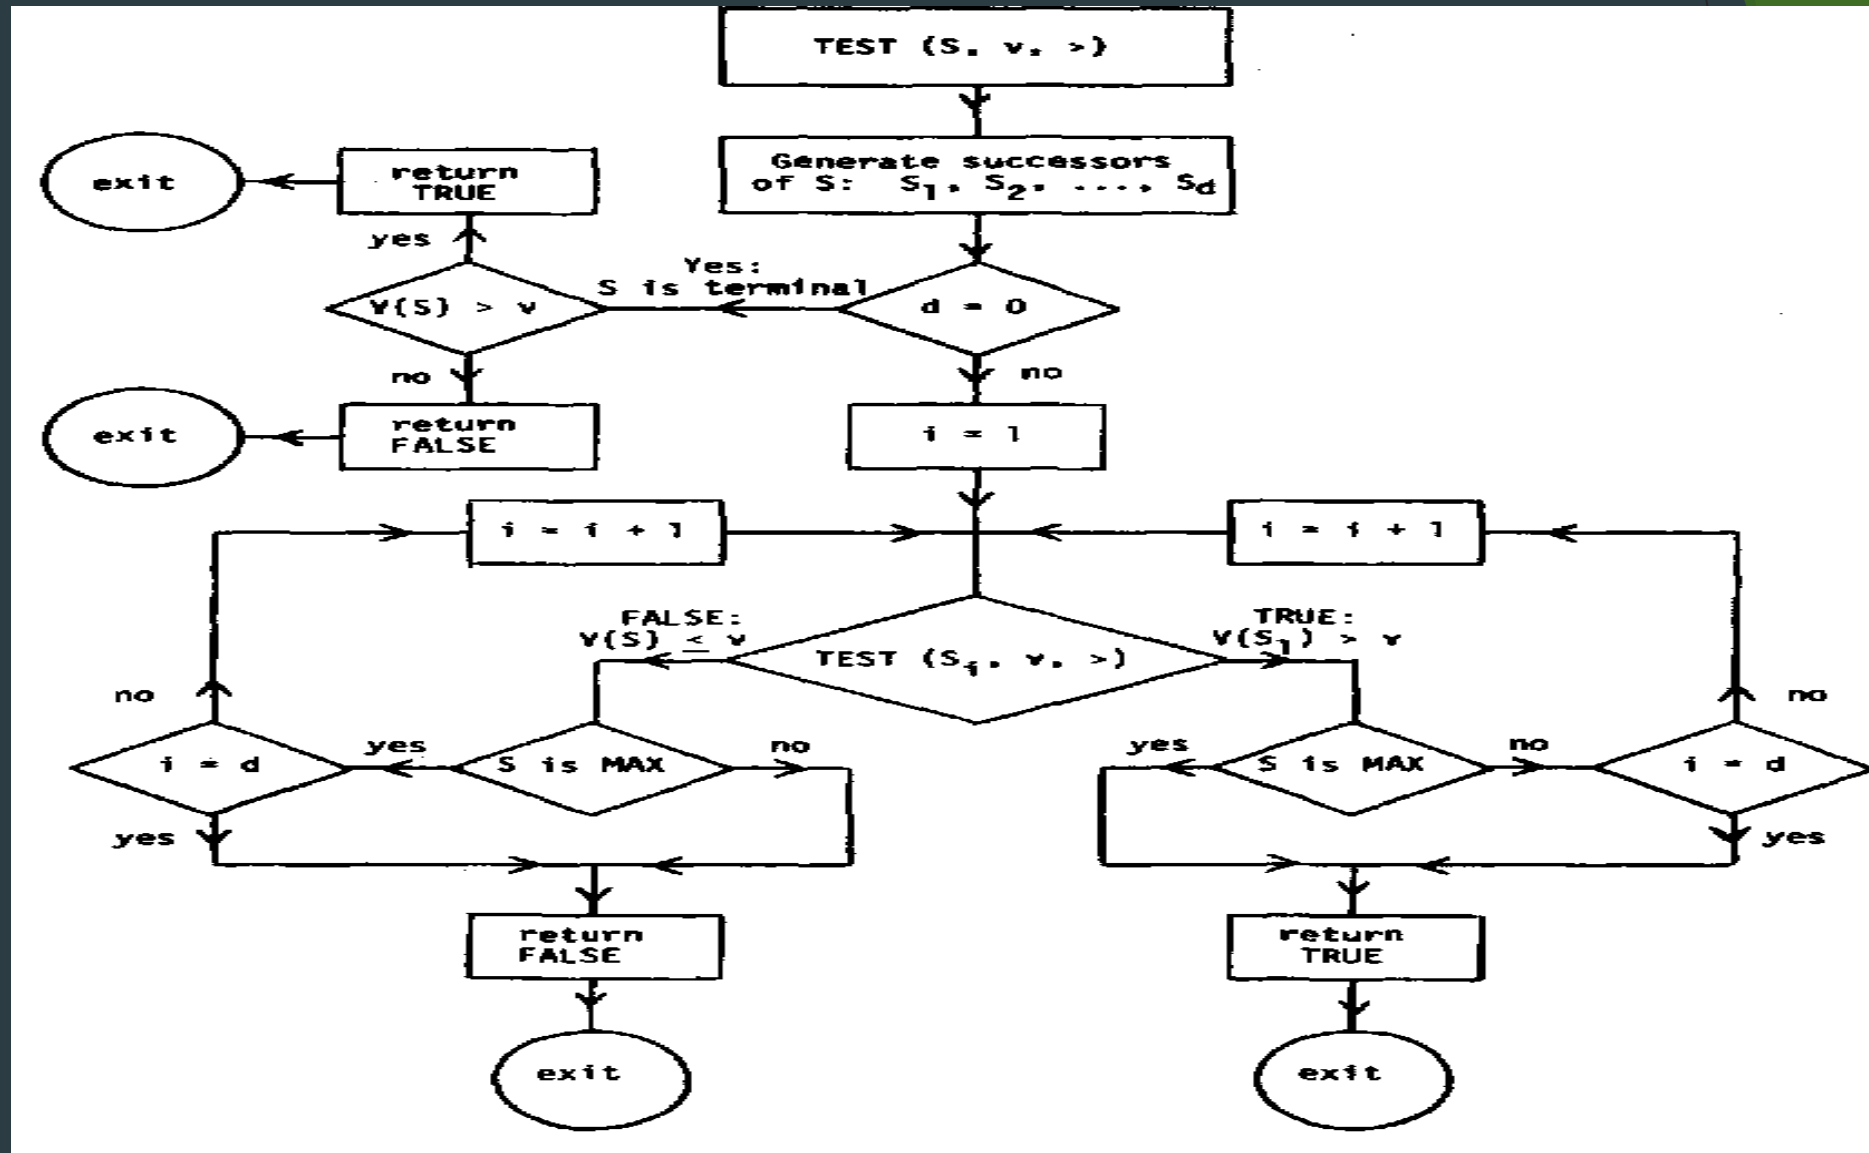 TEST (S, v, >)
Generate successors
of S: S1, S2, ..., Sd
exit
return
TRUE
yes
Yes:
S is terminal
V(S) > v
d = 0
no
no
exit
return
FALSE
i = 1
i = i + 1
i = i + 1
FALSE:
V(S) ≤ v
TRUE:
V(S1) > v
TEST (Si, v, >)
no
no
i = d
yes
S is MAX
no
yes
S is MAX
no
i = d
yes
yes
return
FALSE
return
TRUE
exit
exit